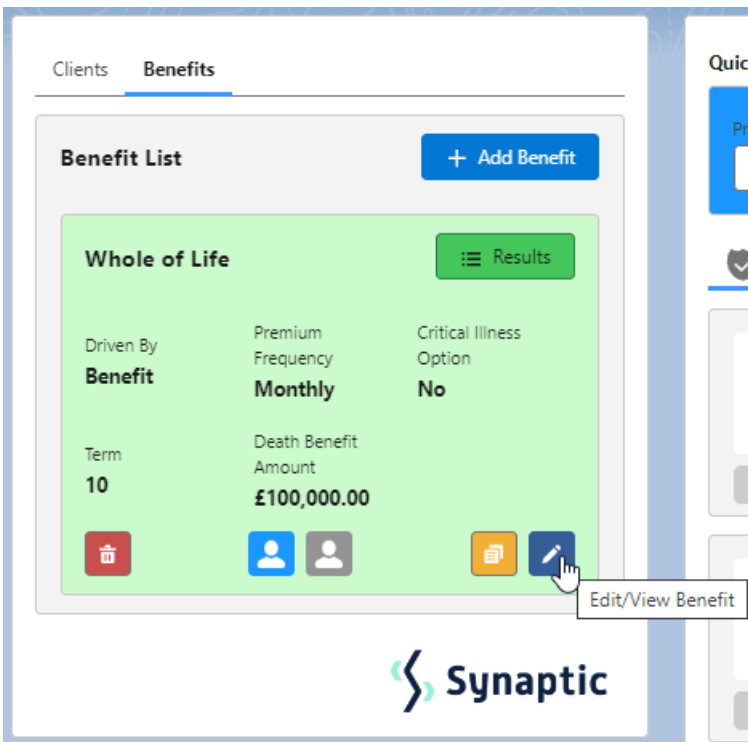 Clients Benefits
Quic
Benefit List
+ Add Benefit
Pr
Whole of Life
Results
Driven By
Benefit
Premium
Frequency
Monthly
Critical Illness
Option
No
Term
10
Death Benefit
Amount
£100,000.00
Edit/View Benefit
Synaptic